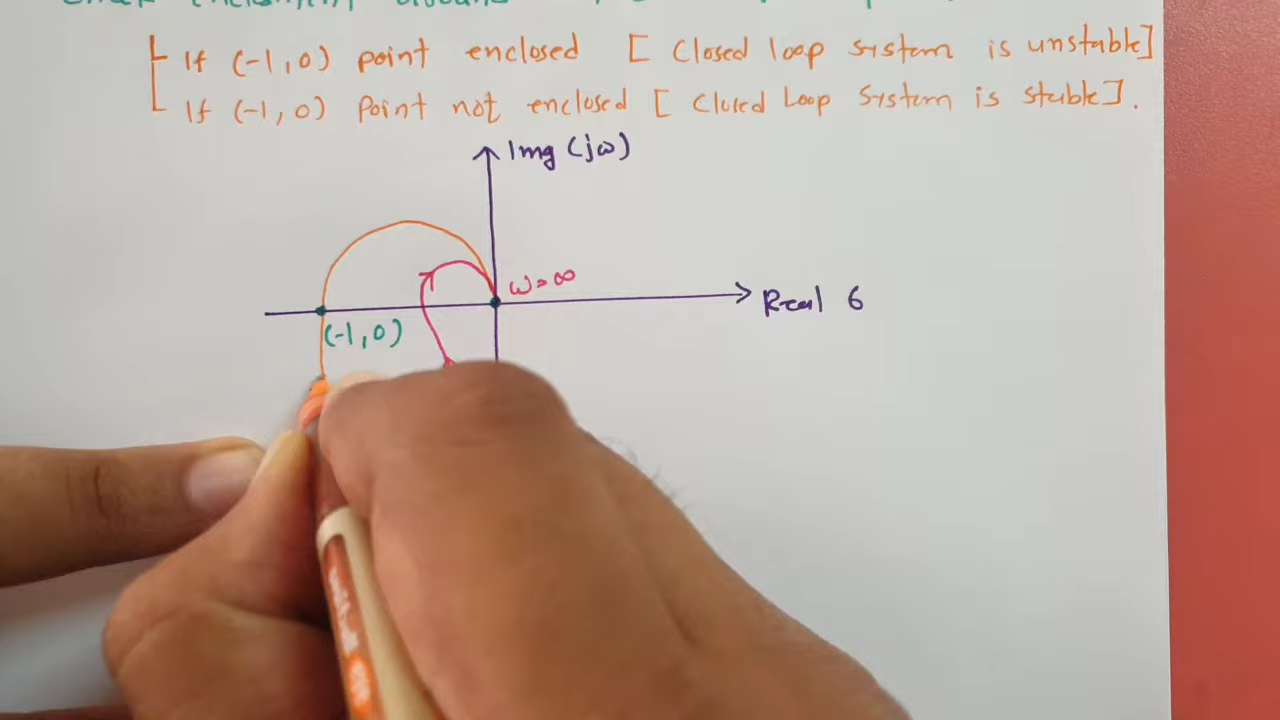 If (-1, 0) point enclosed [ Closed loop system is unstable]
If (-1, 0) Point not enclosed [ Closed Loop System is stable].
Img (jω)
ω=∞
Real 6
(-1, 0)